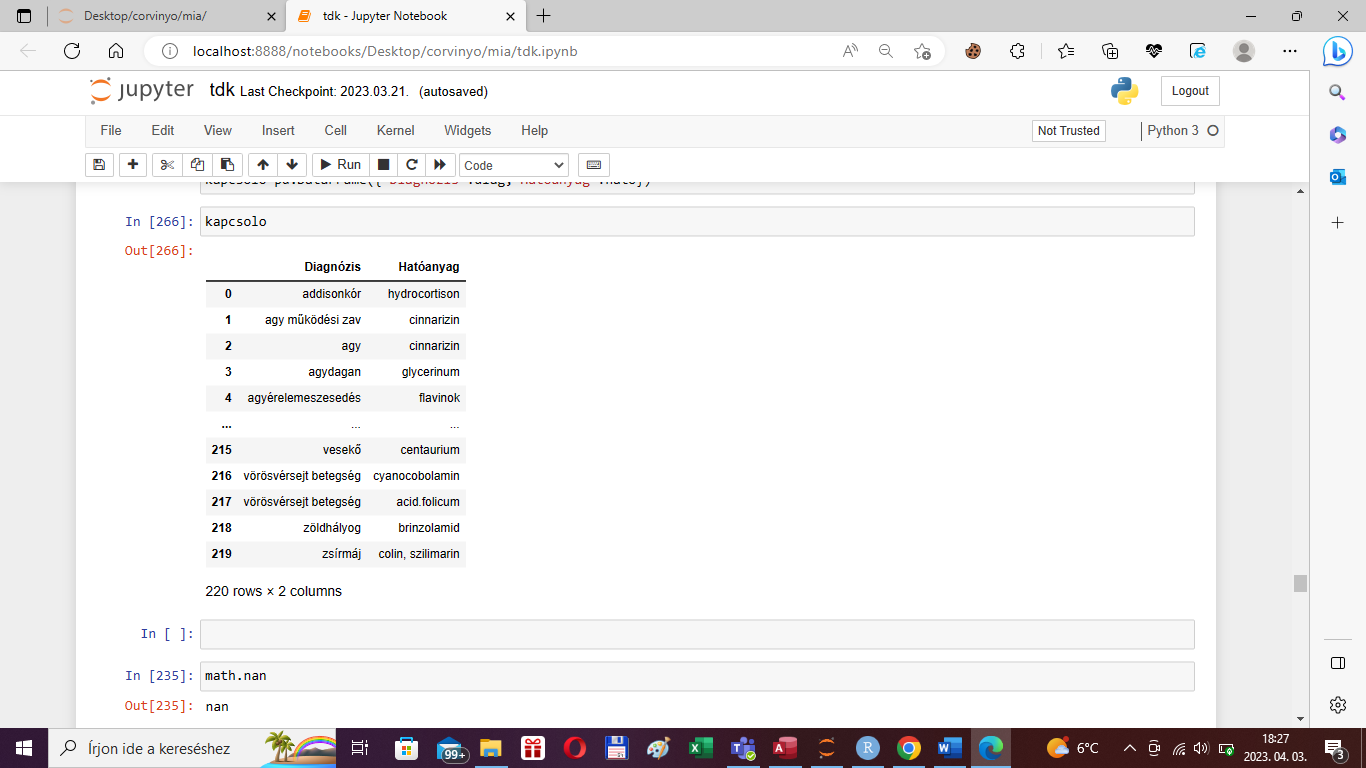 Desktop/corvinyo/mia/
tdk - Jupyter Notebook
localhost:8888/notebooks/Desktop/corvinyo/mia/tdk.ipynb
jupyter tdk Last Checkpoint: 2023.03.21. (autosaved)
Logout
File Edit View Insert Cell Kernel Widgets Help
Not Trusted
Python 3
Run
Code
In [266]: kapcsolo
Out[266]:
Diagnózis Hatóanyag
0 addisonkór hydrocortison
1 agy működési zav cinnarizin
2 agy cinnarizin
3 agydagan glycerinum
4 agyérelemeszesedés flavinok
... ... ...
215 vesekő centaurium
216 vörösvérsejt betegség cyanocobolamin
217 vörösvérsejt betegség acid.folicum
218 zöldhályog brinzolamid
219 zsírmáj colin, szilimarin
220 rows × 2 columns
In [ ]:
In [235]: math.nan
Out[235]: nan
Írjon ide a kereséshez
99+
6°C
18:27
2023. 04. 03.
3